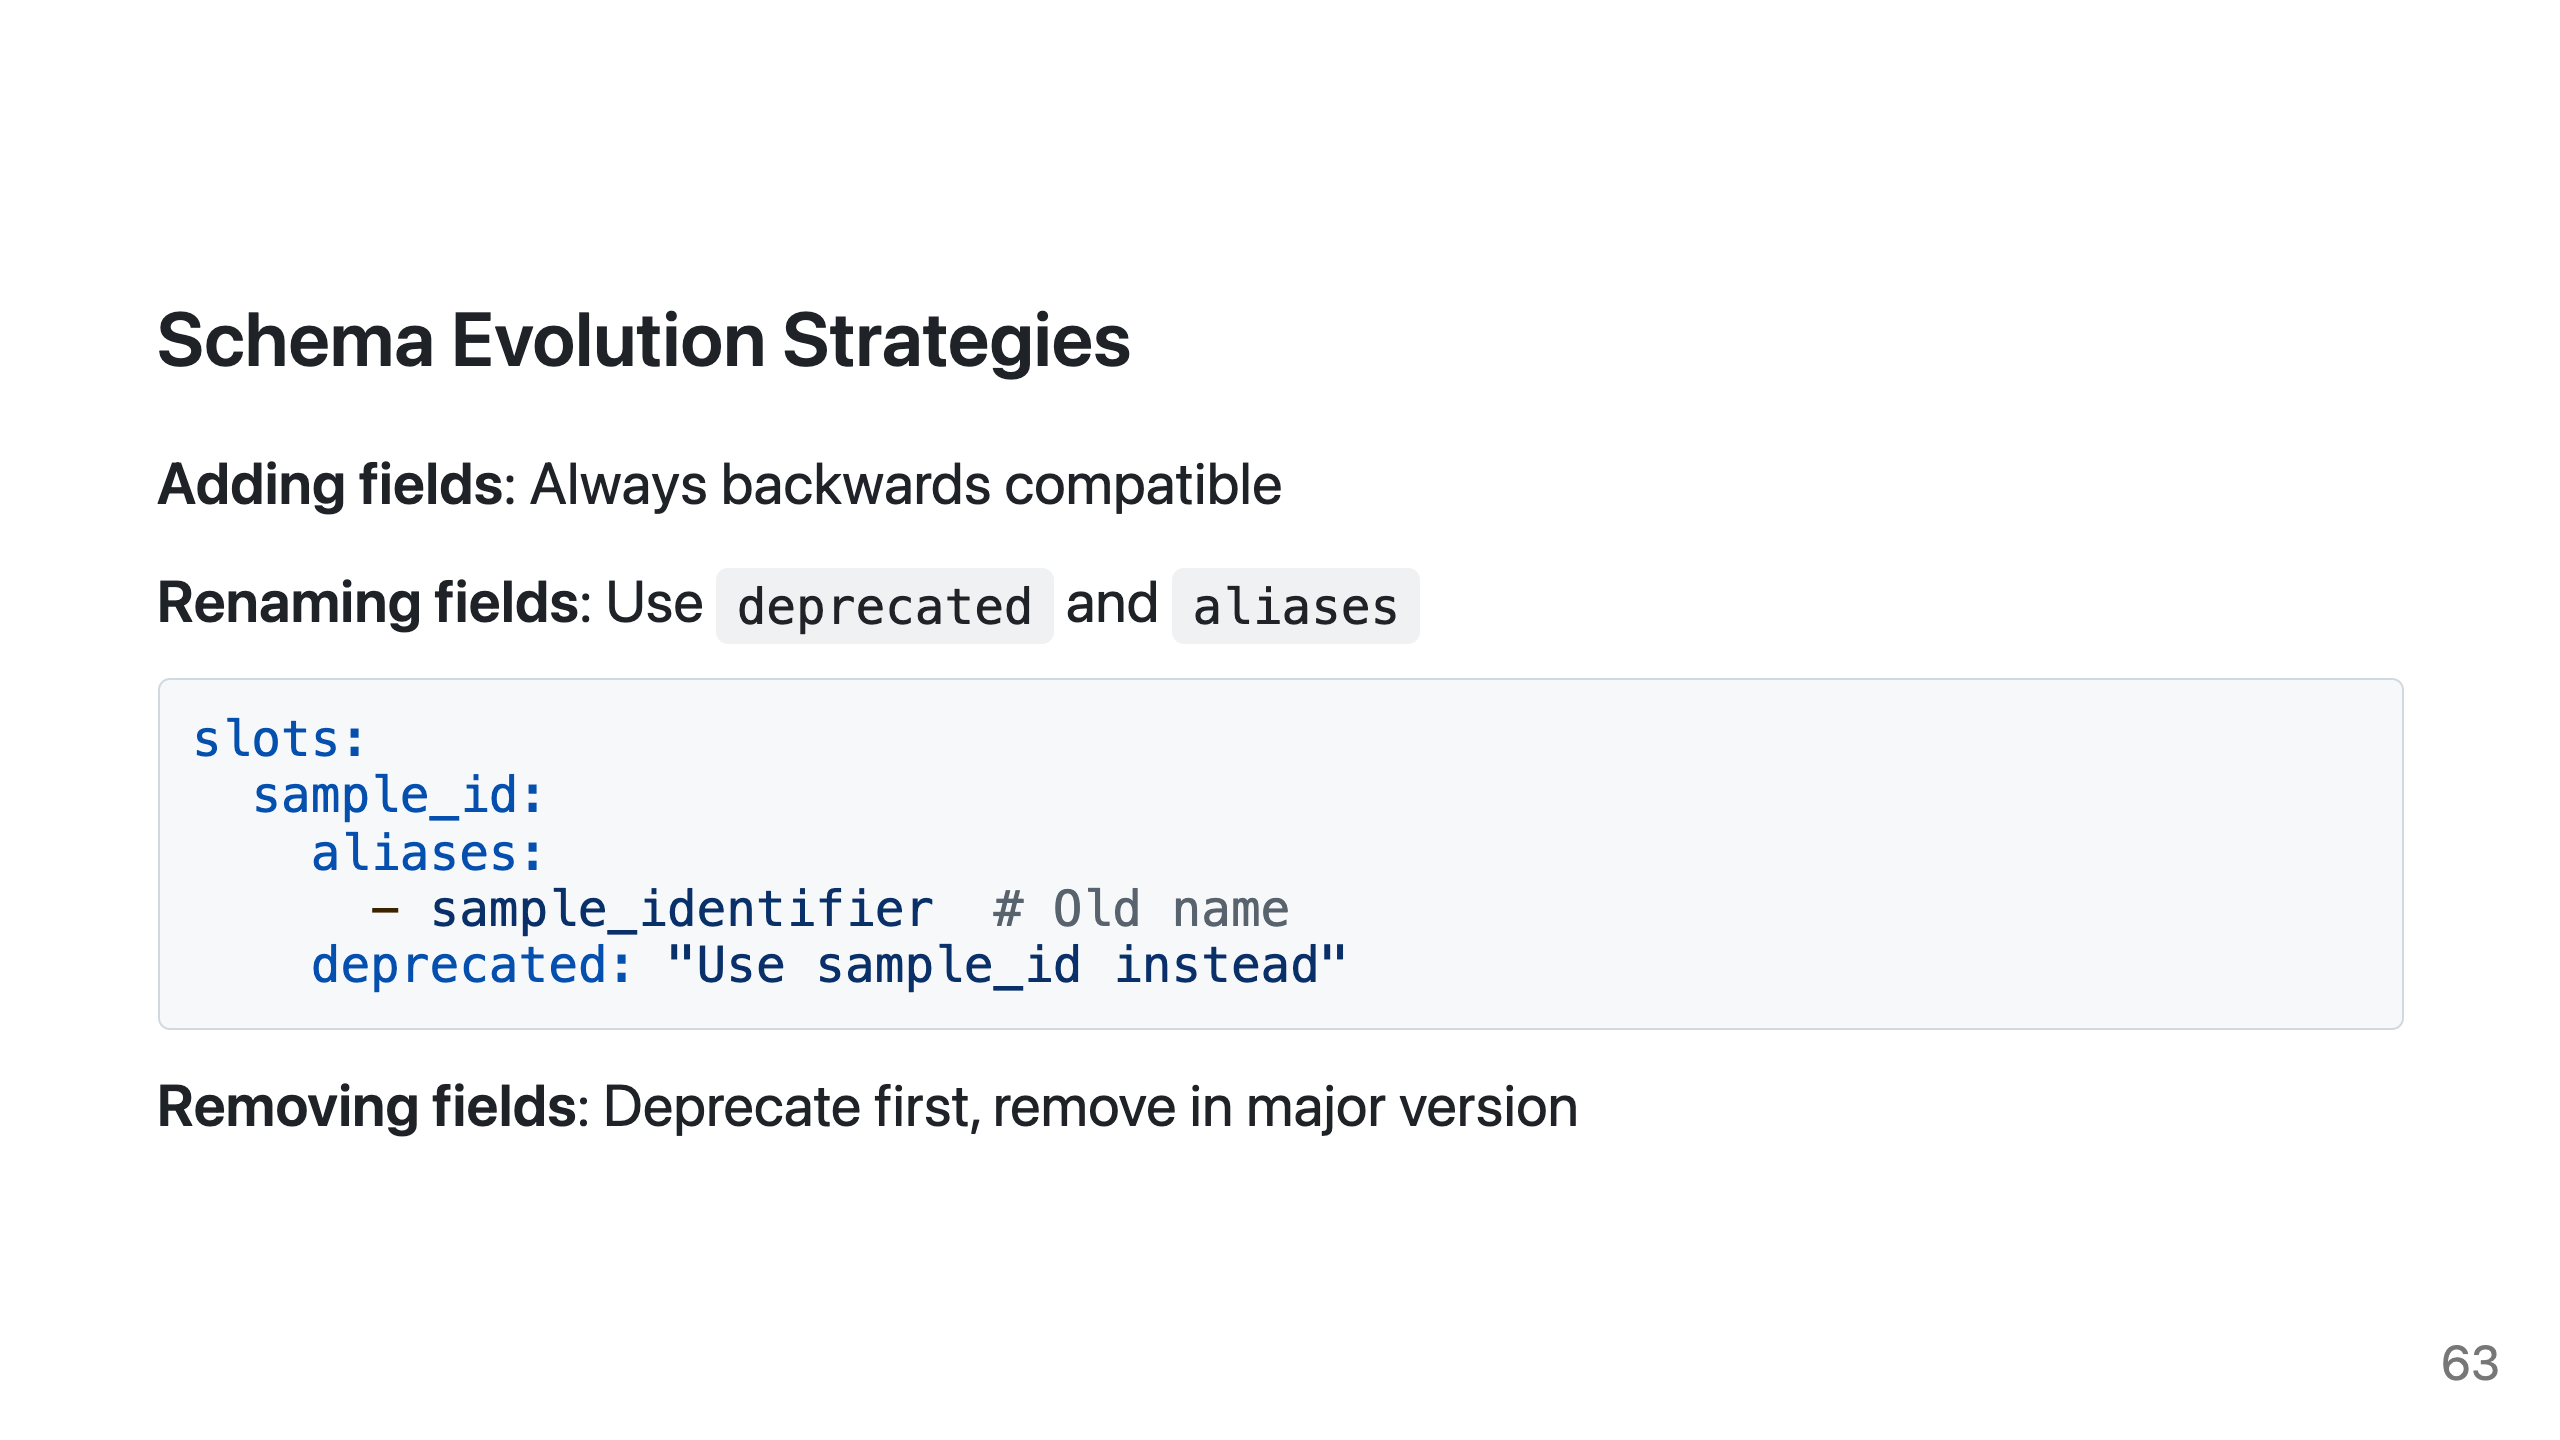 Schema Evolution Strategies
Adding fields: Always backwards compatible
Renaming fields: Use deprecated and aliases
slots:
  sample_id:
    aliases:
      - sample_identifier  # Old name
    deprecated: "Use sample_id instead"
Removing fields: Deprecate first, remove in major version
63